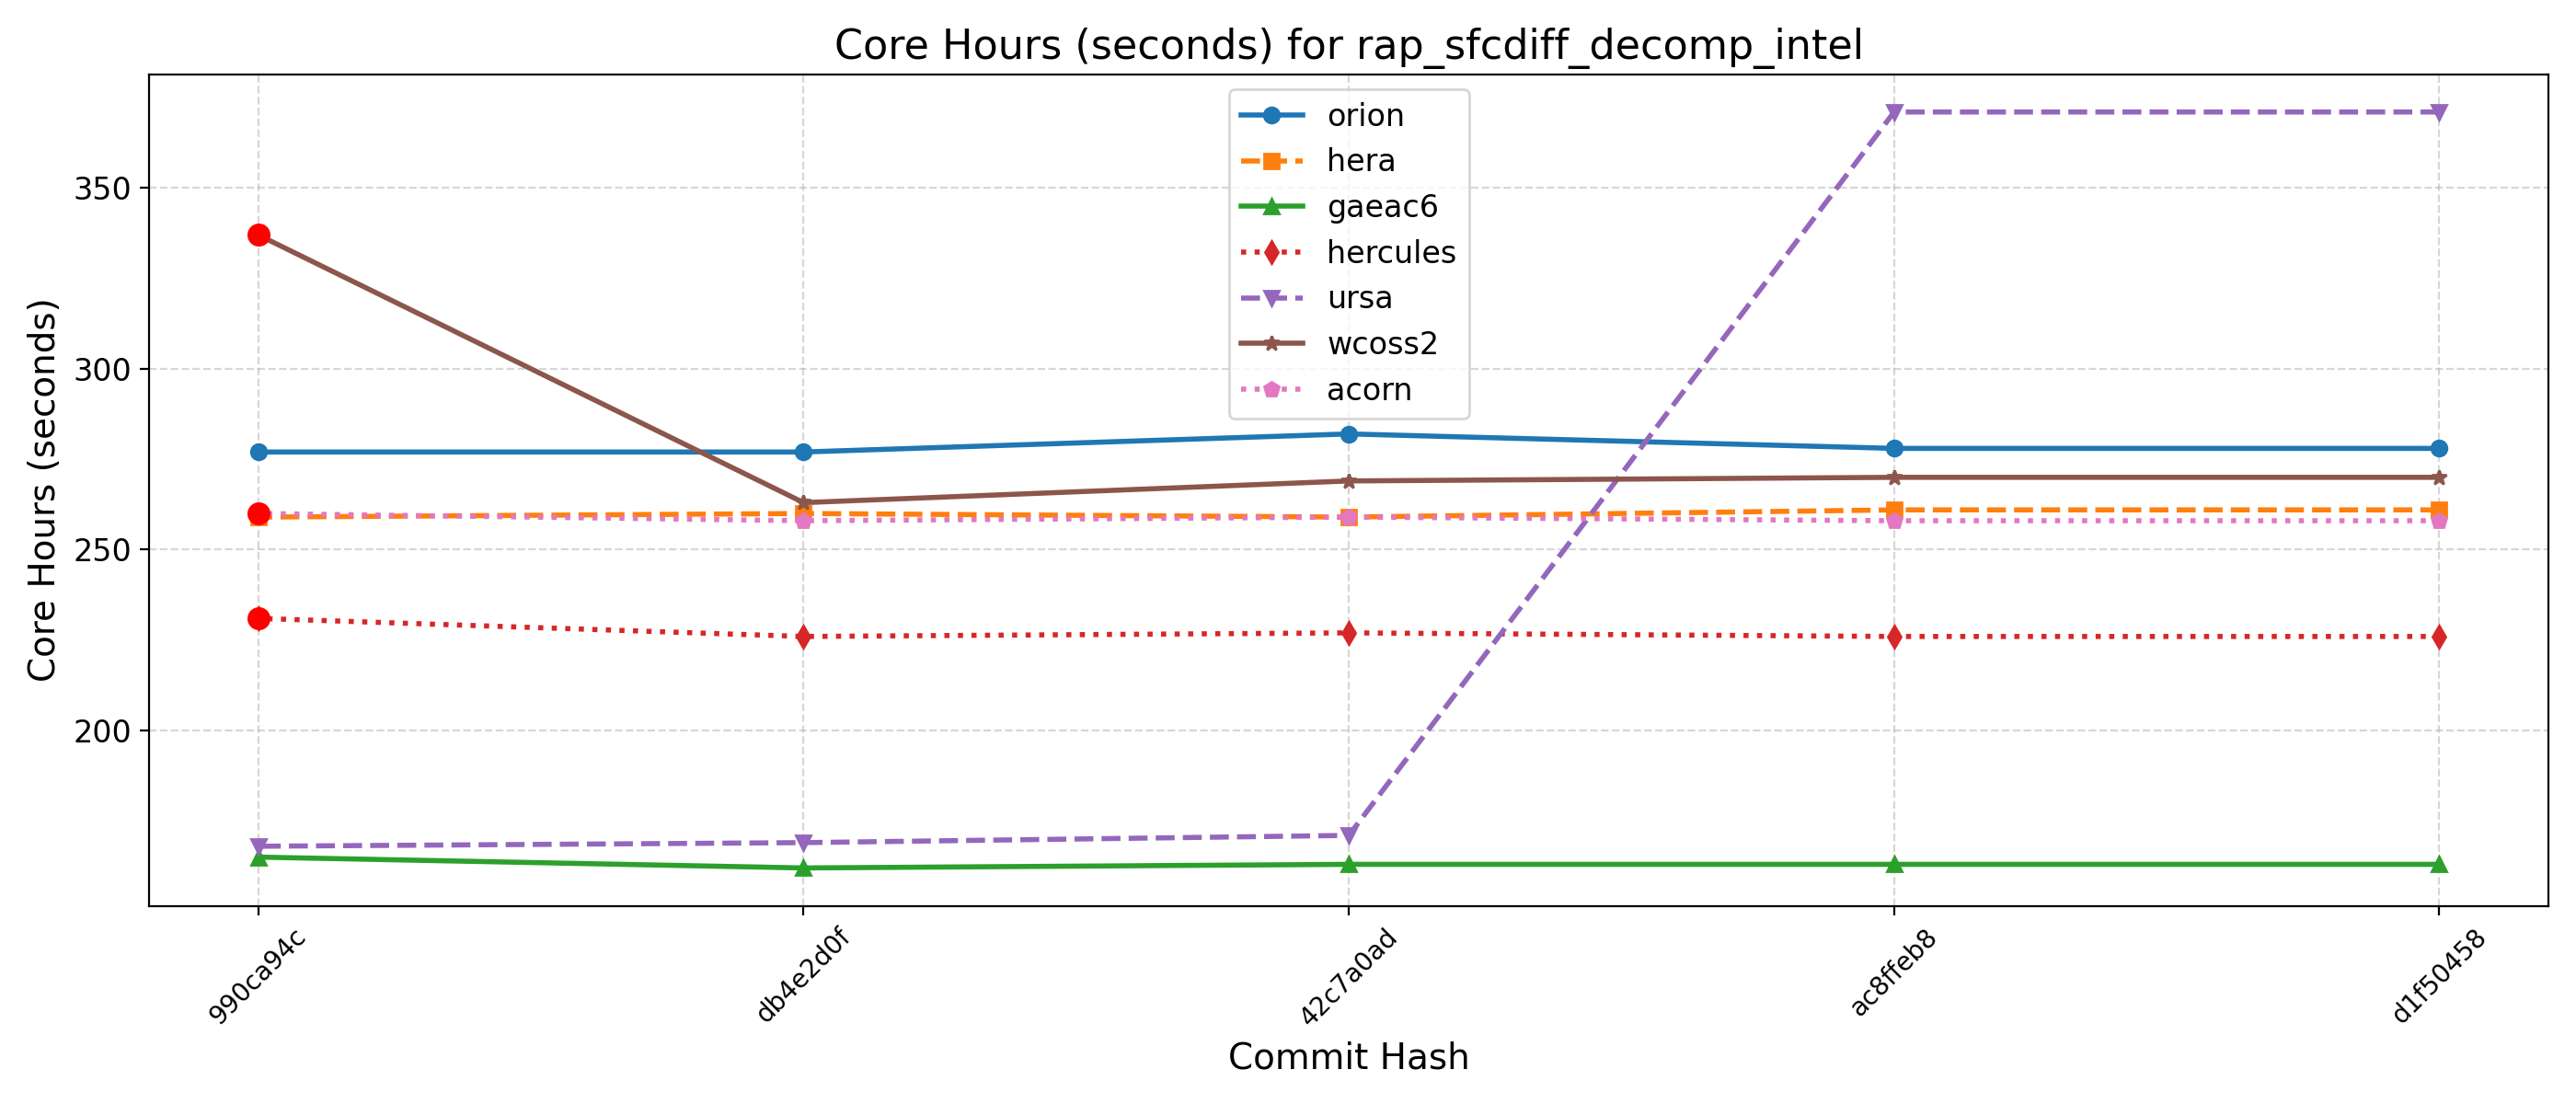 Core Hours (seconds) for rap_sfcdiff_decomp_intel
Core Hours (seconds)
350
300
250
200
orion
hera
gaeac6
hercules
ursa
wcoss2
acorn
990ca94c
db4e2d0f
42c7a0ad
ac8ffeb8
d1f50458
Commit Hash